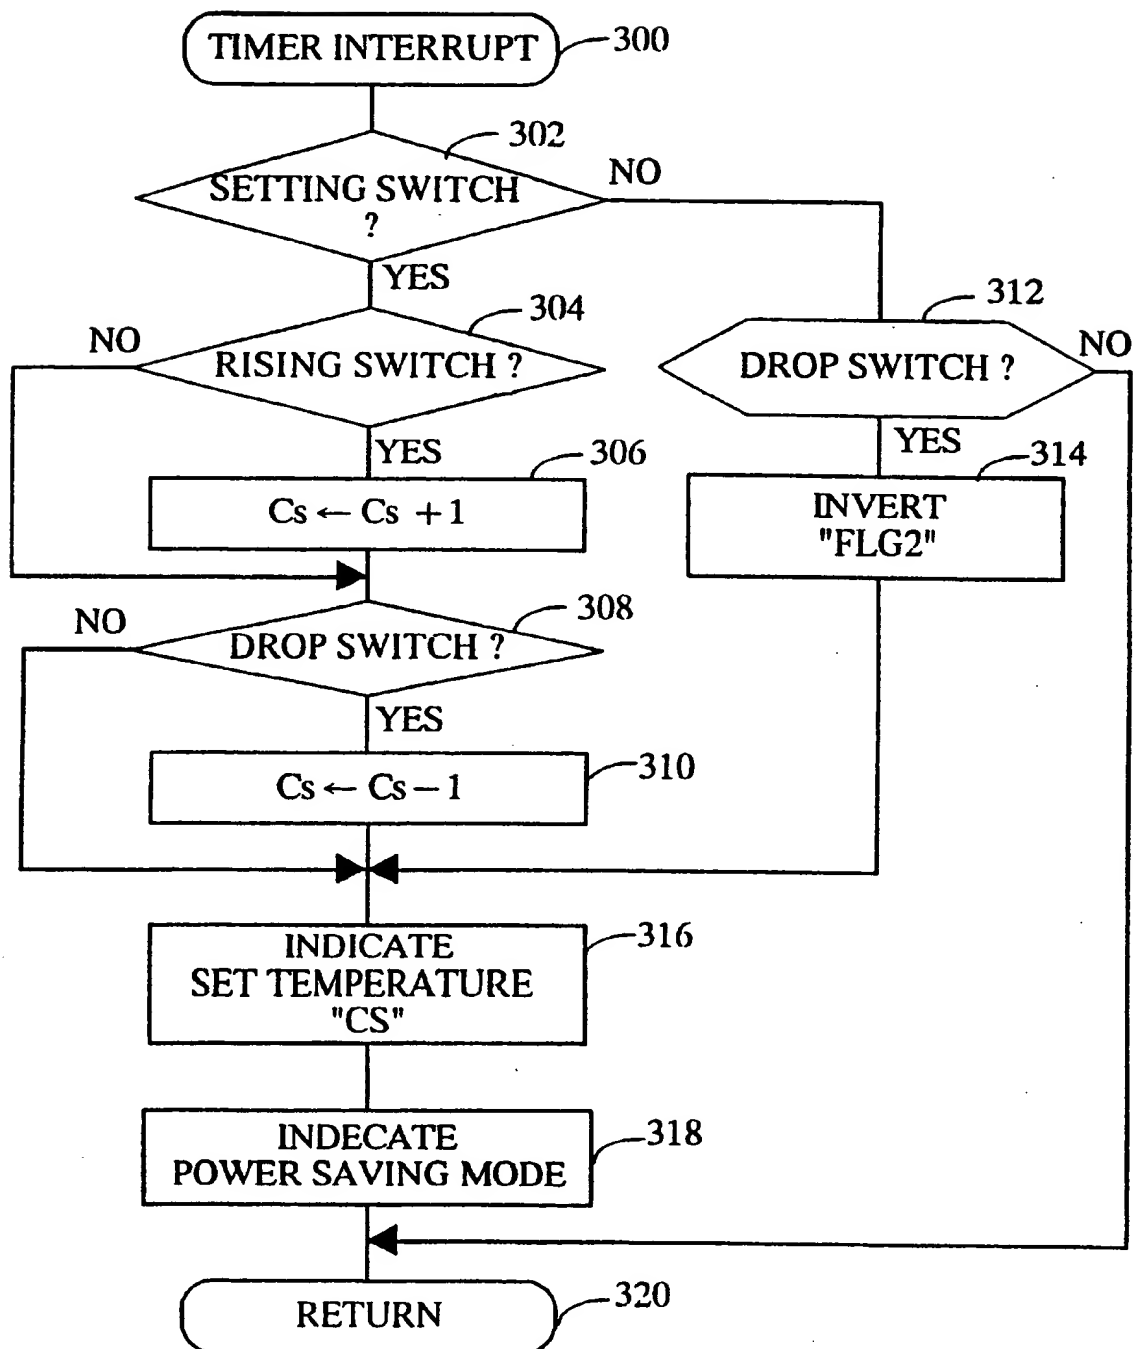 TIMER INTERRUPT
300
302
SETTING SWITCH
?
NO
YES
304
NO
RISING SWITCH ?
312
DROP SWITCH ?
NO
YES
306
Cs ← Cs + 1
YES
314
INVERT
"FLG2"
308
NO
DROP SWITCH ?
YES
310
Cs ← Cs − 1
316
INDICATE
SET TEMPERATURE
"CS"
318
INDECATE
POWER SAVING MODE
320
RETURN